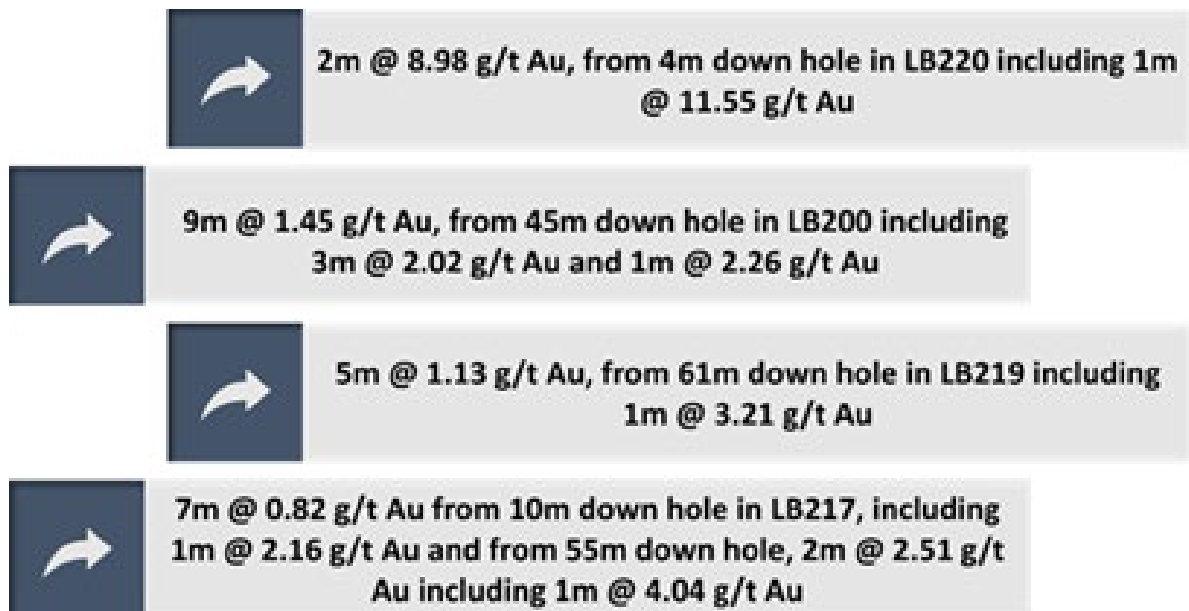 2m @ 8.98 g/t Au, from 4m down hole in LB220 including 1m
@ 11.55 g/t Au
9m @ 1.45 g/t Au, from 45m down hole in LB200 including
3m @ 2.02 g/t Au and 1m @ 2.26 g/t Au
5m @ 1.13 g/t Au, from 61m down hole in LB219 including
1m @ 3.21 g/t Au
7m @ 0.82 g/t Au from 10m down hole in LB217, including
1m @ 2.16 g/t Au and from 55m down hole, 2m @ 2.51 g/t
Au including 1m @ 4.04 g/t Au